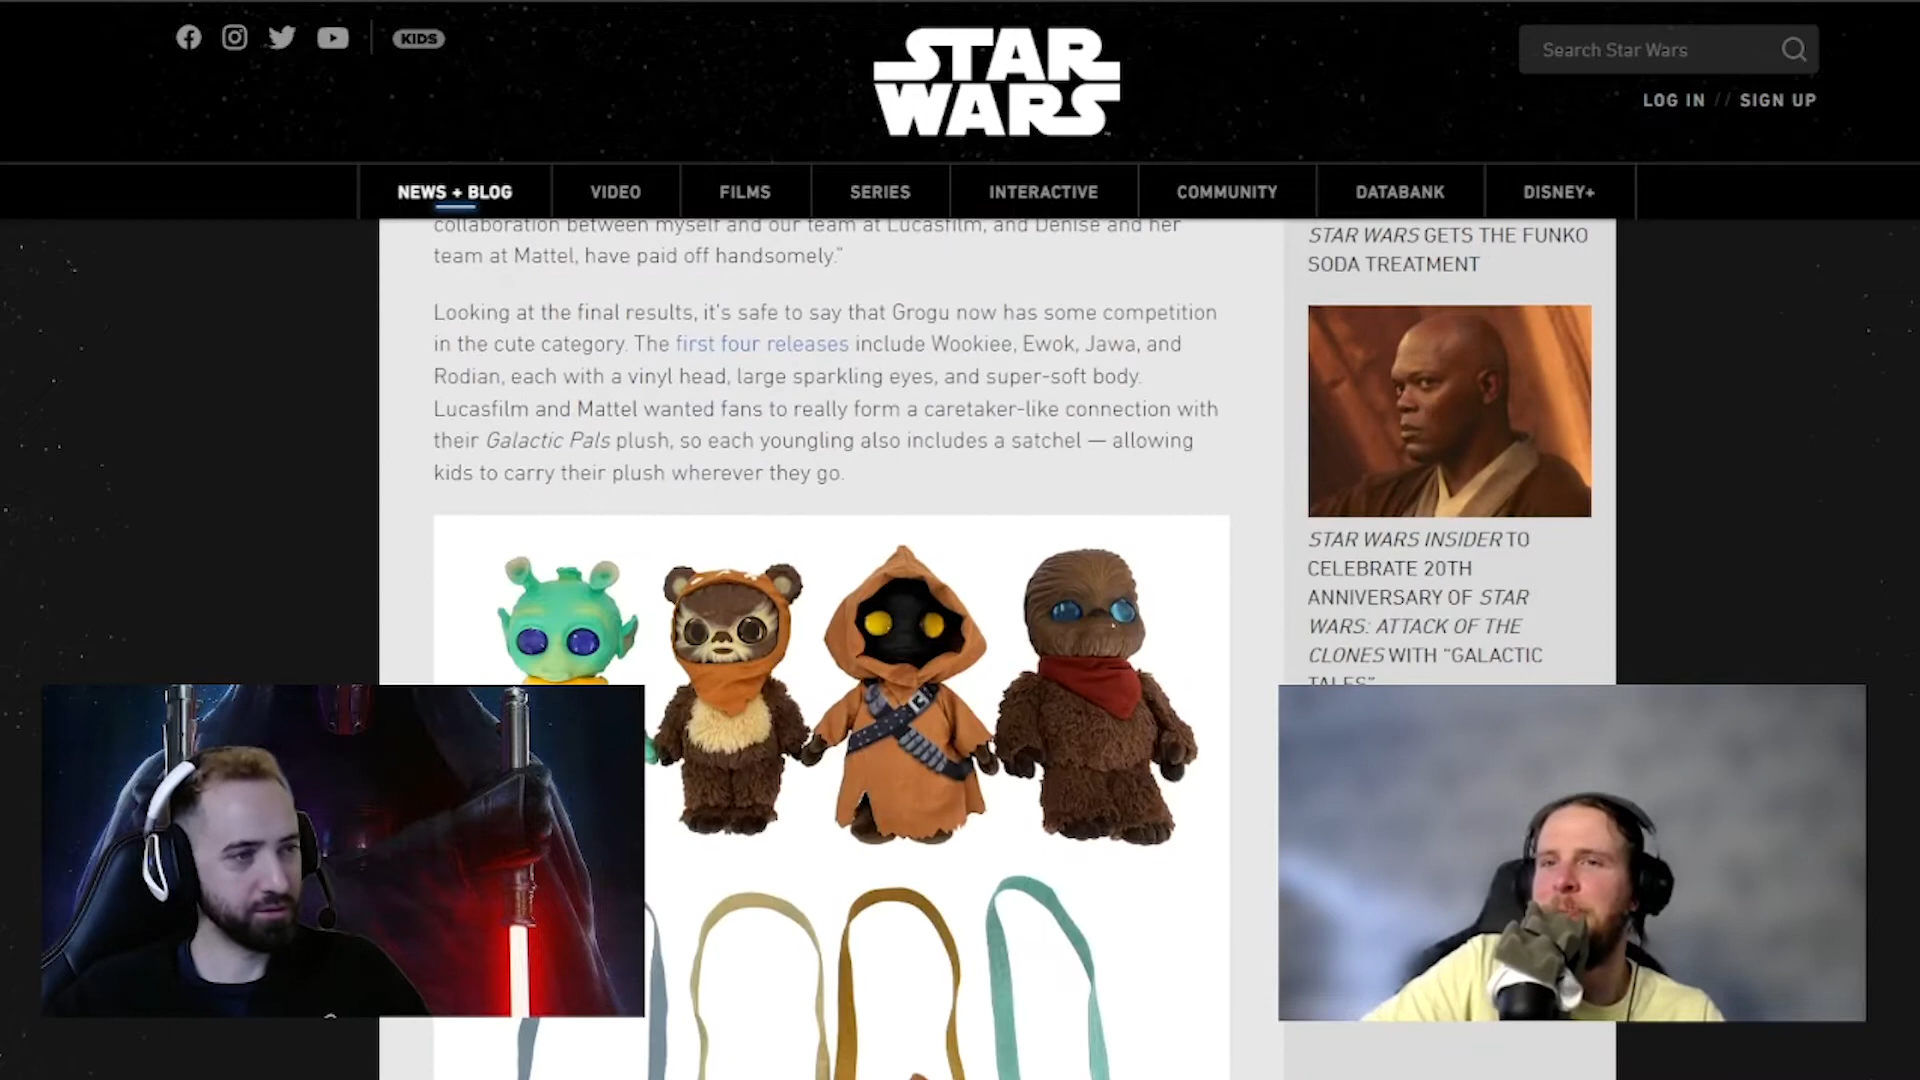 KIDS
STAR
WARS
Search Star Wars
LOG IN // SIGN UP
NEWS + BLOG
VIDEO
FILMS
SERIES
INTERACTIVE
COMMUNITY
DATABANK
DISNEY+
collaboration between myself and our team at Lucasfilm, and Denise and her
team at Mattel, have paid off handsomely.”
Looking at the final results, it’s safe to say that Grogu now has some competition
in the cute category. The first four releases include Wookiee, Ewok, Jawa, and
Rodian, each with a vinyl head, large sparkling eyes, and super-soft body.
Lucasfilm and Mattel wanted fans to really form a caretaker-like connection with
their Galactic Pals plush, so each youngling also includes a satchel — allowing
kids to carry their plush wherever they go.
STAR WARS GETS THE FUNKO
SODA TREATMENT
STAR WARS INSIDER TO
CELEBRATE 20TH
ANNIVERSARY OF STAR
WARS: ATTACK OF THE
CLONES WITH “GALACTIC
TALES”